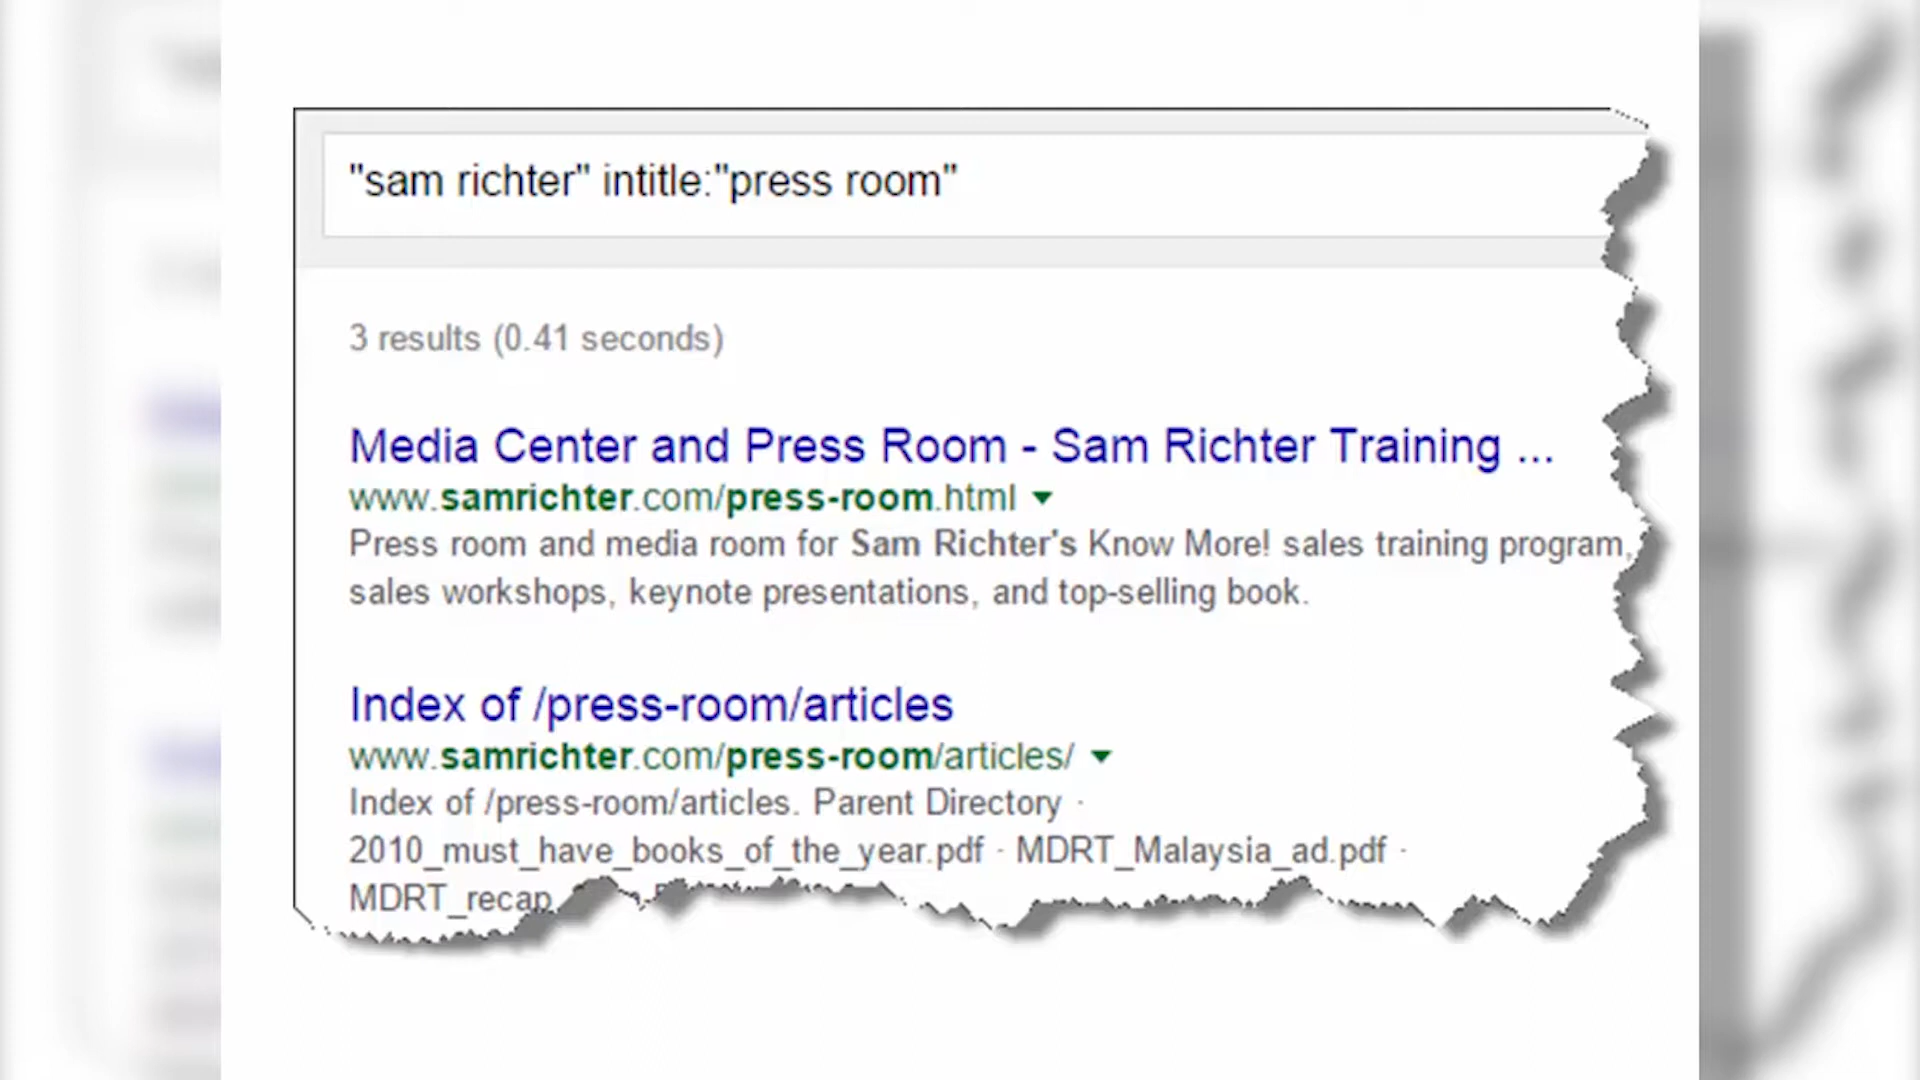 "sam richter" intitle:"press room"
3 results (0.41 seconds)
Media Center and Press Room - Sam Richter Training ...
www.samrichter.com/press-room.html
Press room and media room for Sam Richter's Know More! sales training program,
sales workshops, keynote presentations, and top-selling book.
Index of /press-room/articles
www.samrichter.com/press-room/articles/
Index of /press-room/articles. Parent Directory ·
2010_must_have_books_of_the_year.pdf · MDRT_Malaysia_ad.pdf ·
MDRT_recap